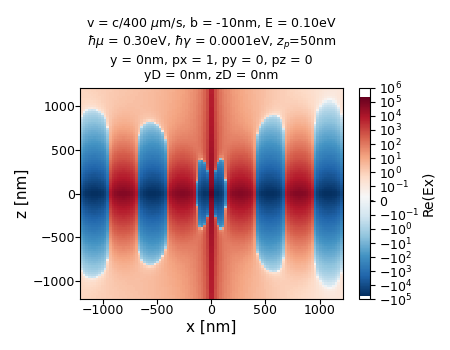 v = c/400 μm/s, b = -10nm, E = 0.10eV
ℏμ = 0.30eV, ℏγ = 0.0001eV, z_p=50nm
y = 0nm, px = 1, py = 0, pz = 0
yD = 0nm, zD = 0nm
1000
500
0
−500
−1000
z [nm]
−1000 −500 0 500 1000
x [nm]
10^6
10^5
10^4
10^3
10^2
10^1
10^0
10^−1
0
−10^−1
−10^0
−10^1
−10^2
−10^3
−10^4
−10^5
Re(Ex)